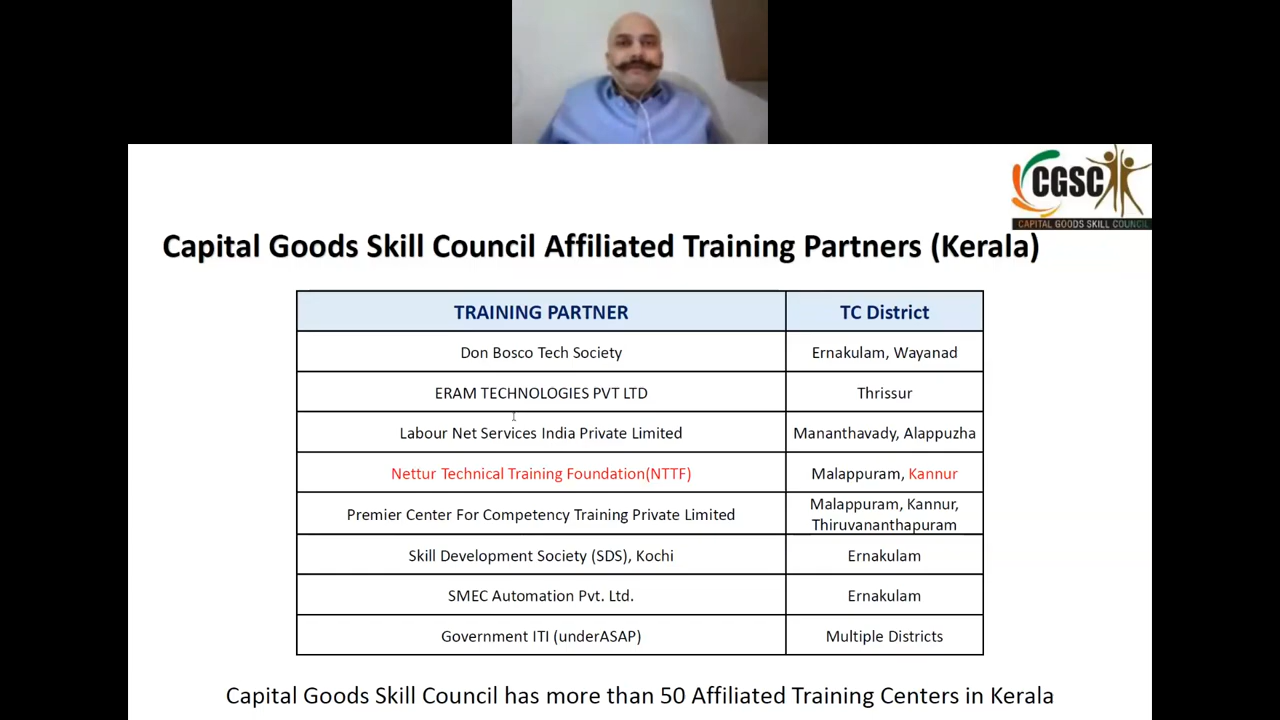 CGSC
CAPITAL GOODS SKILL COUNCIL
Capital Goods Skill Council Affiliated Training Partners (Kerala)
TRAINING PARTNER TC District
Don Bosco Tech Society Ernakulam, Wayanad
ERAM TECHNOLOGIES PVT LTD Thrissur
Labour Net Services India Private Limited Mananthavady, Alappuzha
Nettur Technical Training Foundation(NTTF) Malappuram, Kannur
Premier Center For Competency Training Private Limited Malappuram, Kannur,
Thiruvananthapuram
Skill Development Society (SDS), Kochi Ernakulam
SMEC Automation Pvt. Ltd. Ernakulam
Government ITI (underASAP) Multiple Districts
Capital Goods Skill Council has more than 50 Affiliated Training Centers in Kerala